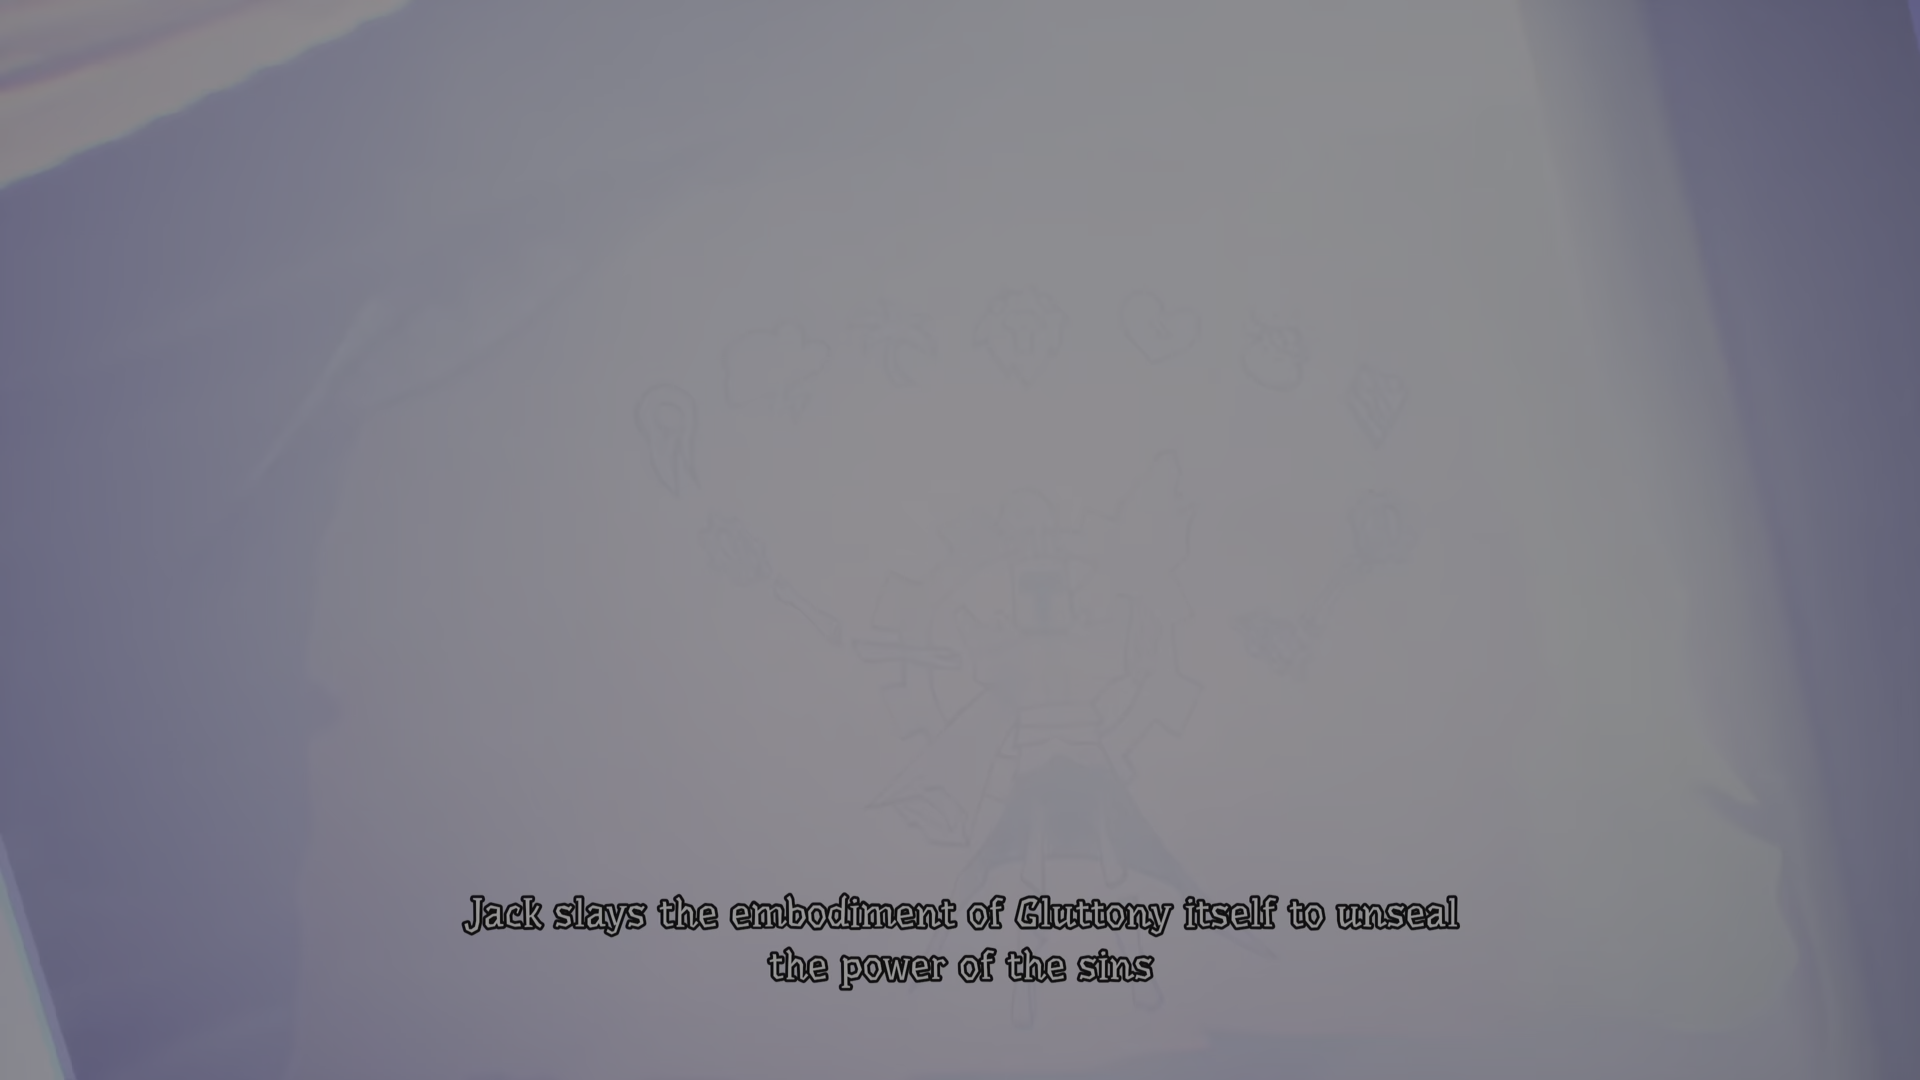 Jack slays the embodiment of Gluttony itself to unseal
the power of the sins